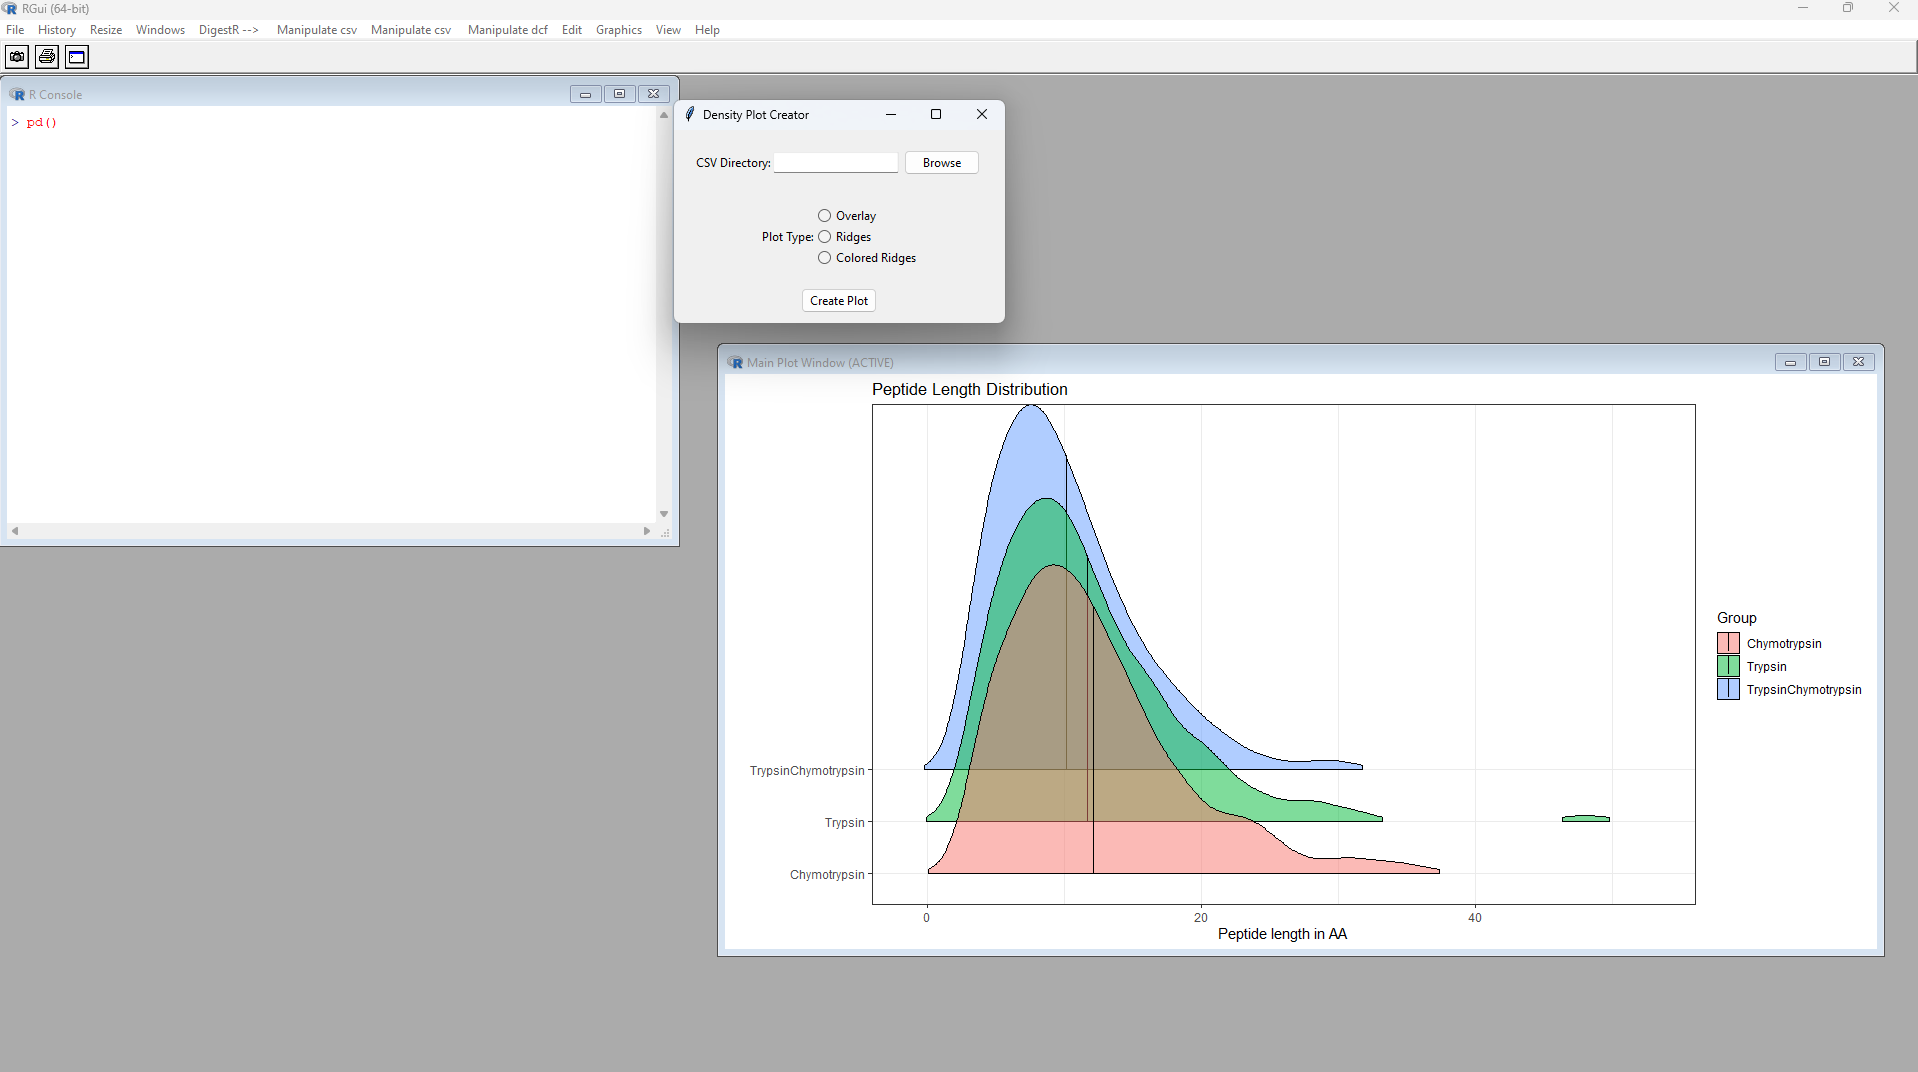 RGui (64-bit)
File History Resize Windows DigestR --> Manipulate csv Manipulate csv Manipulate dcf Edit Graphics View Help
R Console
> pd()
Density Plot Creator
CSV Directory: Browse
Overlay
Plot Type: Ridges
Colored Ridges
Create Plot
Main Plot Window (ACTIVE)
Peptide Length Distribution
TrypsinChymotrypsin
Trypsin
Chymotrypsin
0 20 40
Peptide length in AA
Group
Chymotrypsin
Trypsin
TrypsinChymotrypsin